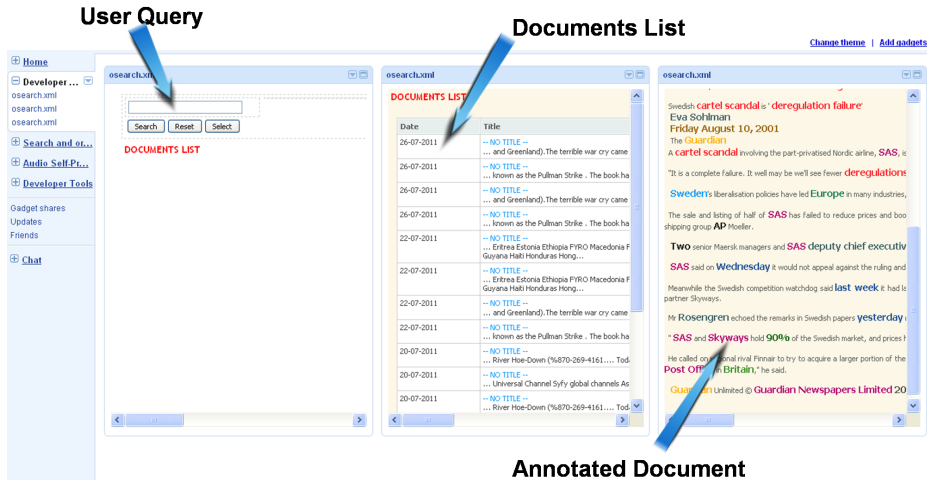 User Query
Documents List
Change theme | Add gadgets
Home
Developer ...
osearch.xml
osearch.xml
osearch.xml
Search and or...
Audio Self-Pr...
Developer Tools
Gadget shares
Updates
Friends
Chat
osearch.xml
Search Reset Select
DOCUMENTS LIST
osearch.xml
DOCUMENTS LIST
Date Title
26-07-2011 -- NO TITLE --
... and Greenland).The terrible war cry came
26-07-2011 -- NO TITLE --
... known as the Pullman Strike . The book ha
26-07-2011 -- NO TITLE --
... and Greenland).The terrible war cry came
26-07-2011 -- NO TITLE --
... known as the Pullman Strike . The book ha
22-07-2011 -- NO TITLE --
... Eritrea Estonia Ethiopia FYRO Macedonia F
Guyana Haiti Honduras Hong...
22-07-2011 -- NO TITLE --
... Eritrea Estonia Ethiopia FYRO Macedonia F
Guyana Haiti Honduras Hong...
22-07-2011 -- NO TITLE --
... and Greenland).The terrible war cry came
22-07-2011 -- NO TITLE --
... known as the Pullman Strike . The book ha
20-07-2011 -- NO TITLE --
... River Hoe-Down (%870-269-4161.... Tod
20-07-2011 -- NO TITLE --
... Universal Channel Syfy global channels As
20-07-2011 -- NO TITLE --
... River Hoe-Down (%870-269-4161.... Tod
osearch.xml
Swedish cartel scandal is ' deregulation failure'
Eva Sohlman
Friday August 10, 2001
The Guardian
A cartel scandal involving the part-privatised Nordic airline, SAS, is
"It is a complete failure. It well may be we'll see fewer deregulations
Sweden's liberalisation policies have led Europe in many industries,
The sale and listing of half of SAS has failed to reduce prices and boo
shipping group AP Moeller.
Two senior Maersk managers and SAS deputy chief executiv
SAS said on Wednesday it would not appeal against the ruling and
Meanwhile the Swedish competition watchdog said last week it had la
partner Skyways.
Mr Rosengren echoed the remarks in Swedish papers yesterday
" SAS and Skyways hold 90% of the Swedish market, and prices h
He called on national rival Finnair to try to acquire a larger portion of the
Post Office in Britain," he said.
Guardian Unlimited © Guardian Newspapers Limited 20
Annotated Document